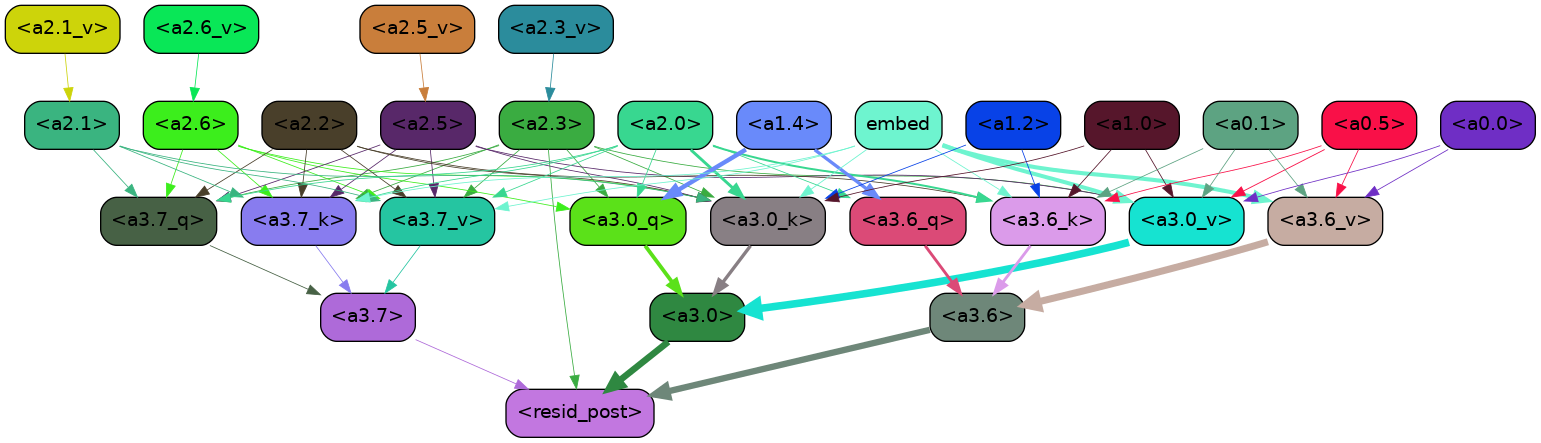 <a2.1_v> <a2.6_v> <a2.5_v> <a2.3_v>
<a2.1> <a2.6> <a2.2> <a2.5> <a2.3> <a2.0> <a1.4> embed <a1.2> <a1.0> <a0.1> <a0.5> <a0.0>
<a3.7_q> <a3.7_k> <a3.7_v> <a3.0_q> <a3.0_k> <a3.6_q> <a3.6_k> <a3.0_v> <a3.6_v>
<a3.7> <a3.0> <a3.6>
<resid_post>